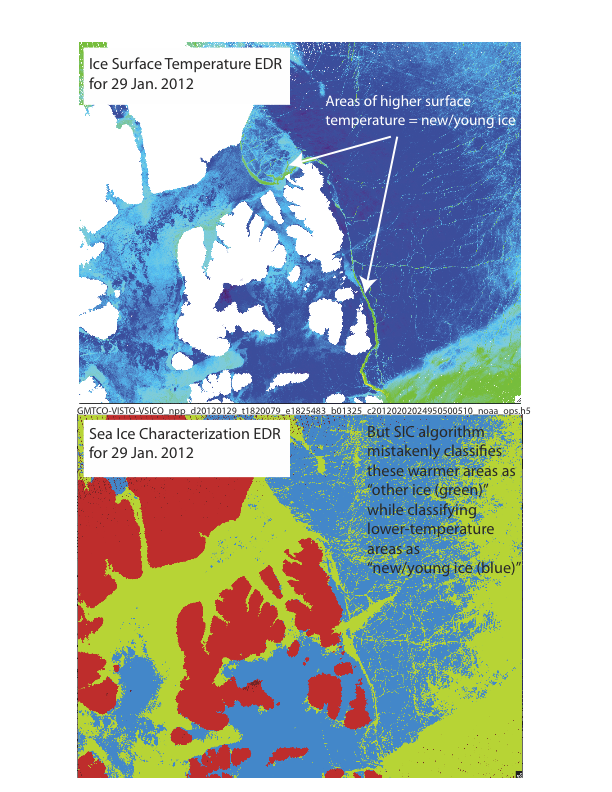 Ice Surface Temperature EDR
for 29 Jan. 2012
Areas of higher surface
temperature = new/young ice
GMTCO-VISTO-VSICO_npp_d20120129_t1820079_e1825483_b01325_c20120202024950500510_noaa_ops.h5
Sea Ice Characterization EDR
for 29 Jan. 2012
But SIC algorithm
mistakenly classifies
these warmer areas as
“other ice (green)”
while classifying
lower-temperature
areas as
“new/young ice (blue)”